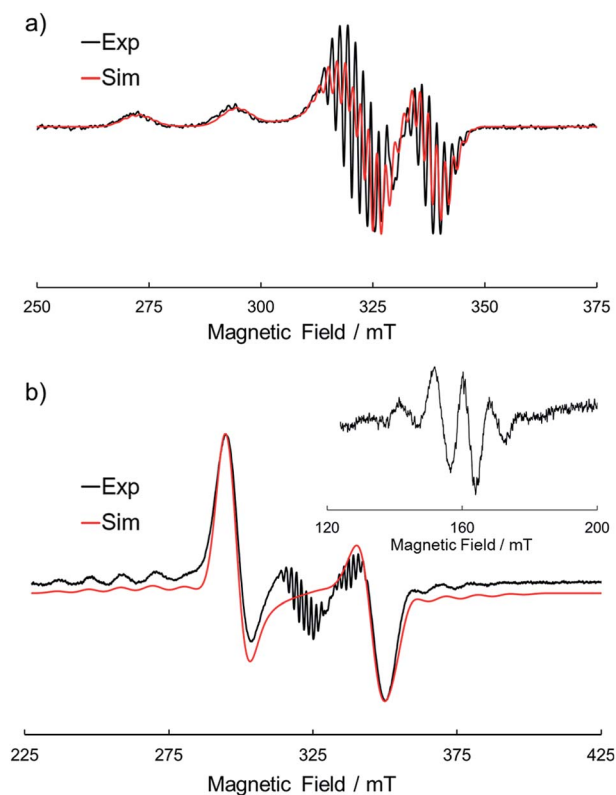 a)
Exp
Sim
250 275 300 325 350 375
Magnetic Field / mT
b)
Exp
Sim
120 160 200
Magnetic Field / mT
225 275 325 375 425
Magnetic Field / mT